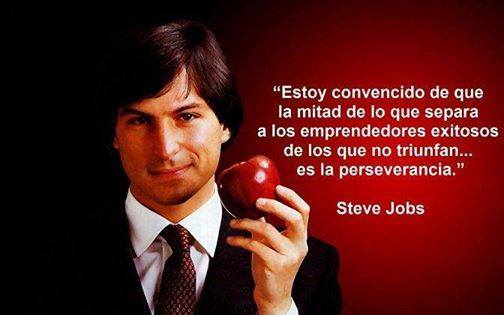 “Estoy convencido de que
la mitad de lo que separa
a los emprendedores exitosos
de los que no triunfan...
es la perseverancia.”
Steve Jobs